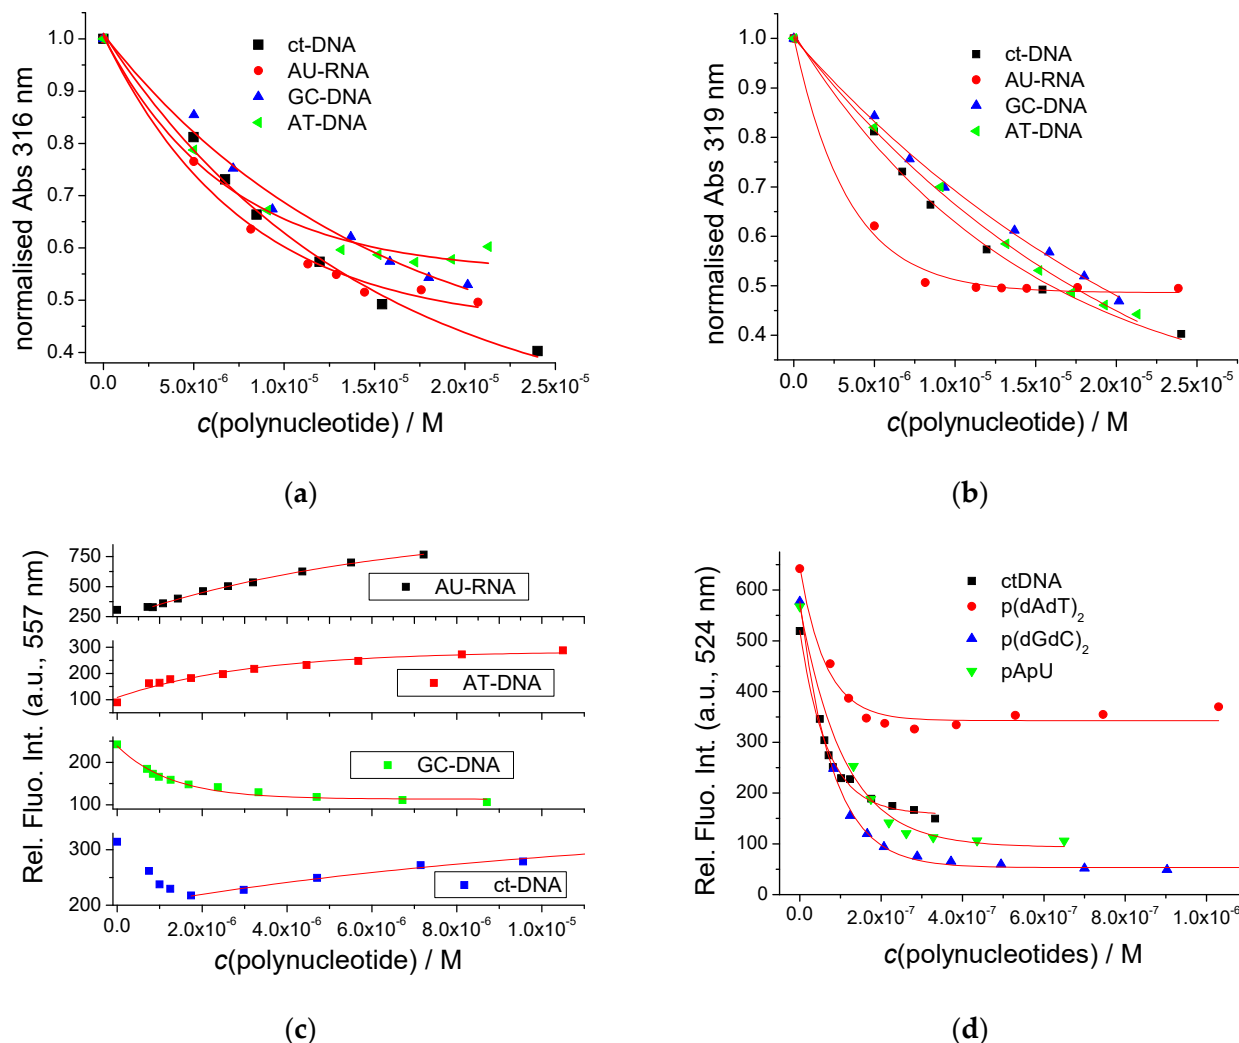 1.0
0.9
0.8
0.7
0.6
0.5
0.4
normalised Abs 316 nm
ct-DNA
AU-RNA
GC-DNA
AT-DNA
0.0 5.0x10⁻⁶ 1.0x10⁻⁵ 1.5x10⁻⁵ 2.0x10⁻⁵ 2.5x10⁻⁵
c(polynucleotide) / M
(a)
1.0
0.9
0.8
0.7
0.6
0.5
0.4
normalised Abs 319 nm
ct-DNA
AU-RNA
GC-DNA
AT-DNA
0.0 5.0x10⁻⁶ 1.0x10⁻⁵ 1.5x10⁻⁵ 2.0x10⁻⁵ 2.5x10⁻⁵
c(polynucleotide) / M
(b)
Rel. Fluo. Int. (a.u., 557 nm)
750
500
250
AU-RNA
300
200
100
AT-DNA
200
100
GC-DNA
300
200
ct-DNA
0.0 2.0x10⁻⁶ 4.0x10⁻⁶ 6.0x10⁻⁶ 8.0x10⁻⁶ 1.0x10⁻⁵
c(polynucleotide) / M
(c)
Rel. Fluo. Int. (a.u., 524 nm)
600
500
400
300
200
100
0
ctDNA
p(dAdT)₂
p(dGdC)₂
pApU
0.0 2.0x10⁻⁷ 4.0x10⁻⁷ 6.0x10⁻⁷ 8.0x10⁻⁷ 1.0x10⁻⁶
c(polynucleotides) / M
(d)